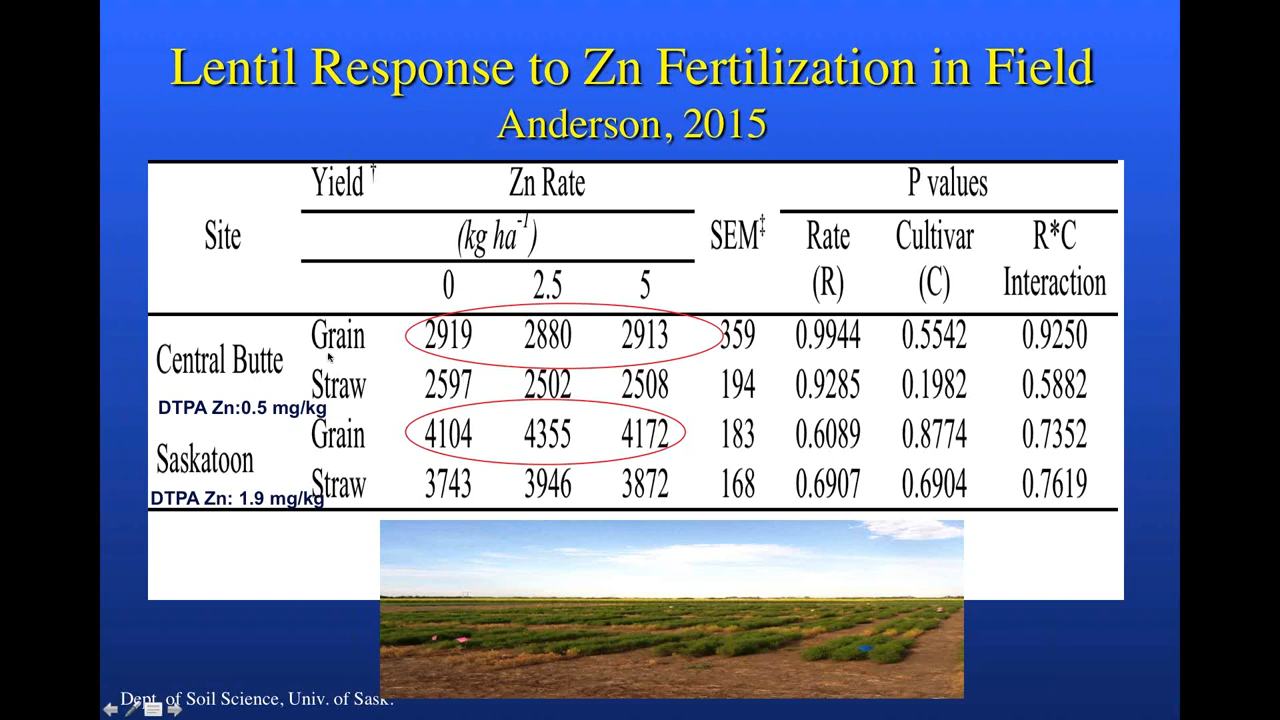 Lentil Response to Zn Fertilization in Field
Anderson, 2015
Yield † Zn Rate P values
Site (kg ha-1) SEM‡ Rate Cultivar R*C
0 2.5 5 (R) (C) Interaction
Central Butte Grain 2919 2880 2913 359 0.9944 0.5542 0.9250
Straw 2597 2502 2508 194 0.9285 0.1982 0.5882
DTPA Zn:0.5 mg/kg
Saskatoon Grain 4104 4355 4172 183 0.6089 0.8774 0.7352
Straw 3743 3946 3872 168 0.6907 0.6904 0.7619
DTPA Zn: 1.9 mg/kg
Dept. of Soil Science, Univ. of Sask.